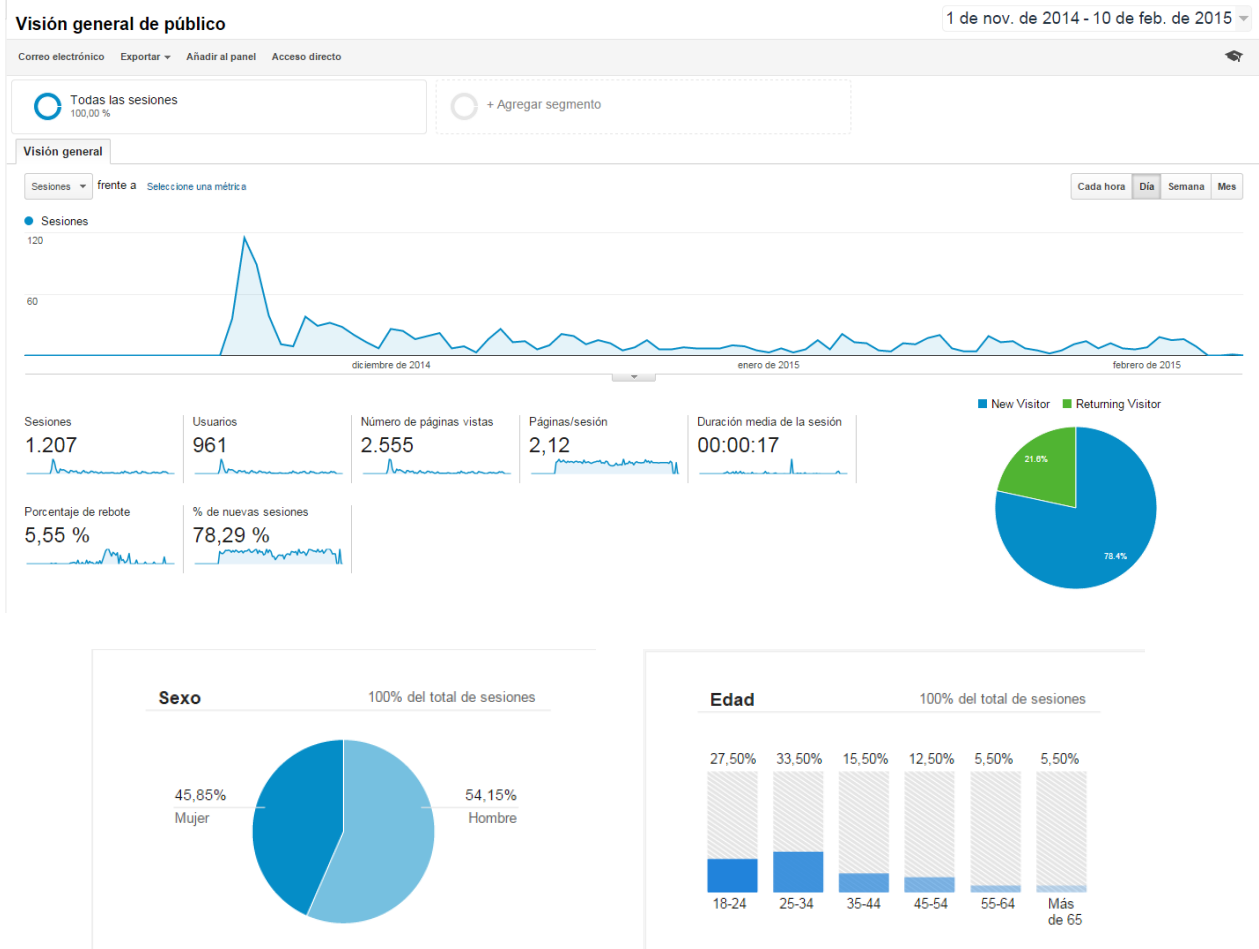 Visión general de público
1 de nov. de 2014 - 10 de feb. de 2015
Correo electrónico Exportar Añadir al panel Acceso directo
Todas las sesiones
100,00 %
+ Agregar segmento
Visión general
Sesiones frente a Seleccione una métrica
Cada hora Día Semana Mes
Sesiones
120
60
diciembre de 2014 enero de 2015 febrero de 2015
New Visitor Returning Visitor
Sesiones
1.207
Usuarios
961
Número de páginas vistas
2.555
Páginas/sesión
2,12
Duración media de la sesión
00:00:17
Porcentaje de rebote
5,55 %
% de nuevas sesiones
78,29 %
21.6%
78.4%
Sexo 100% del total de sesiones
45,85%
Mujer
54,15%
Hombre
Edad 100% del total de sesiones
27,50% 33,50% 15,50% 12,50% 5,50% 5,50%
18-24 25-34 35-44 45-54 55-64 Más
de 65